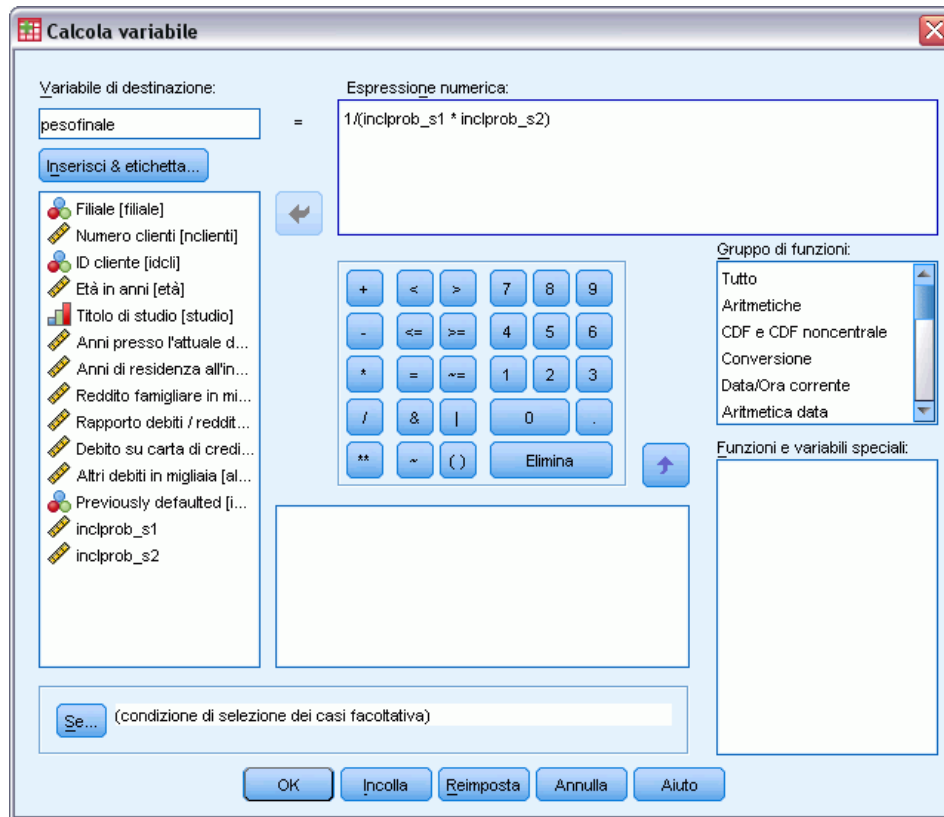 Calcola variabile
Variabile di destinazione:
pesofinale
=
Espressione numerica:
1/(inclprob_s1 * inclprob_s2)
Inserisci & etichetta...
Filiale [filiale]
Numero clienti [nclienti]
ID cliente [idcli]
Età in anni [età]
Titolo di studio [studio]
Anni presso l'attuale d...
Anni di residenza all'in...
Reddito famigliare in mi...
Rapporto debiti / reddit...
Debito su carta di credi...
Altri debiti in migliaia [al...
Previously defaulted [i...
inclprob_s1
inclprob_s2
+ < > 7 8 9
- <= >= 4 5 6
* = ~= 1 2 3
/ & | 0 .
** ~ ( ) Elimina
Gruppo di funzioni:
Tutto
Aritmetiche
CDF e CDF noncentrale
Conversione
Data/Ora corrente
Aritmetica data
Funzioni e variabili speciali:
Se... (condizione di selezione dei casi facoltativa)
OK Incolla Reimposta Annulla Aiuto